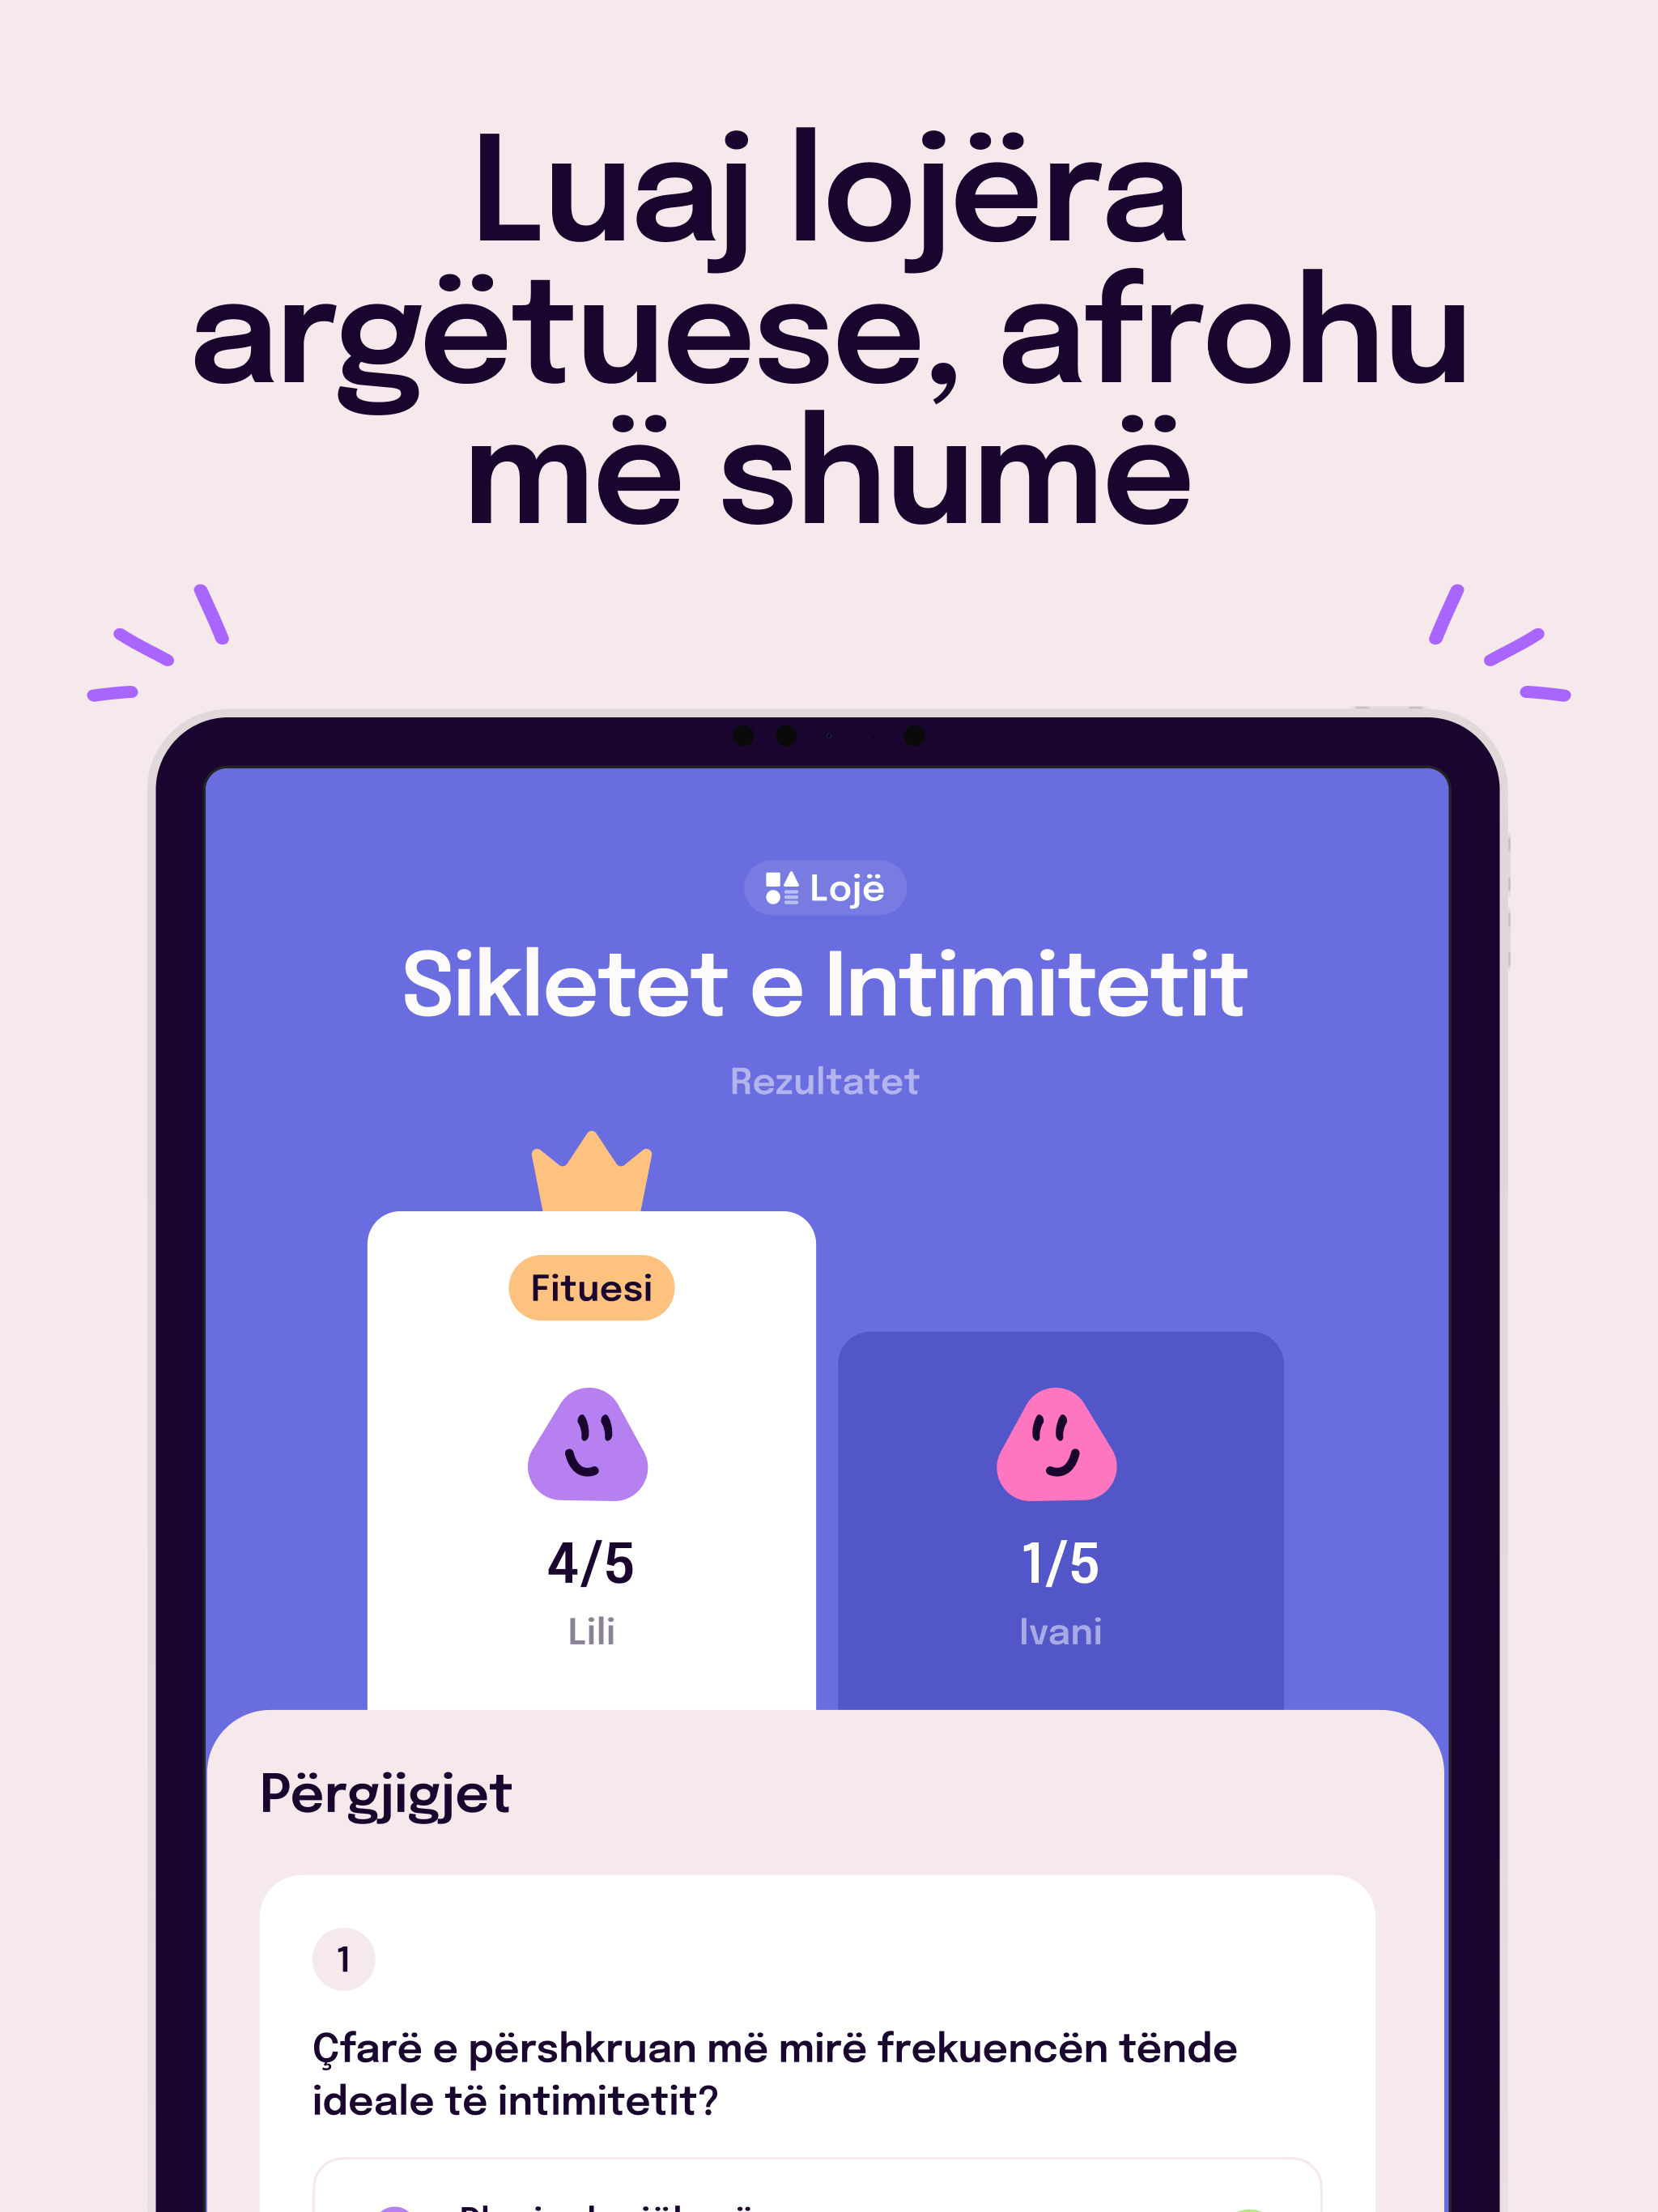 Luaj lojëra
argëtuese, afrohu
më shumë
Lojë
Sikletet e Intimitetit
Rezultatet
Fituesi
4/5
Lili
1/5
Ivani
Përgjigjet
1
Çfarë e përshkruan më mirë frekuencën tënde
ideale të intimitetit?